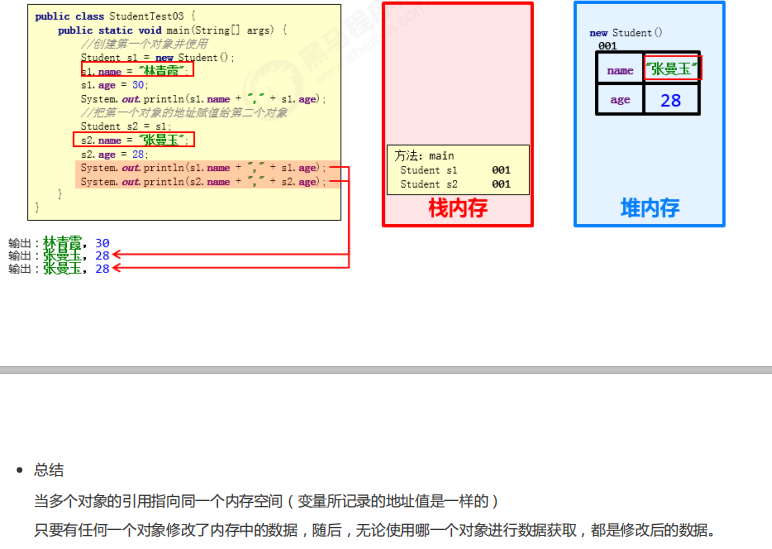 public class StudentTest03 {
public static void main(String[] args) {
//创建第一个对象并使用
Student s1 = new Student();
s1.name = "林青霞";
s1.age = 30;
System.out.println(s1.name + "," + s1.age);
//把第一个对象的地址赋值给第二个对象
Student s2 = s1;
s2.name = "张曼玉";
s2.age = 28;
System.out.println(s1.name + "," + s1.age);
System.out.println(s2.name + "," + s2.age);
}
}
输出：林青霞，30
输出：张曼玉，28
输出：张曼玉，28
方法：main
Student s1 001
Student s2 001
栈内存
new Student()
001
name "张曼玉"
age 28
堆内存
总结
当多个对象的引用指向同一个内存空间（变量所记录的地址值是一样的）
只要有任何一个对象修改了内存中的数据，随后，无论使用哪一个对象进行数据获取，都是修改后的数据。